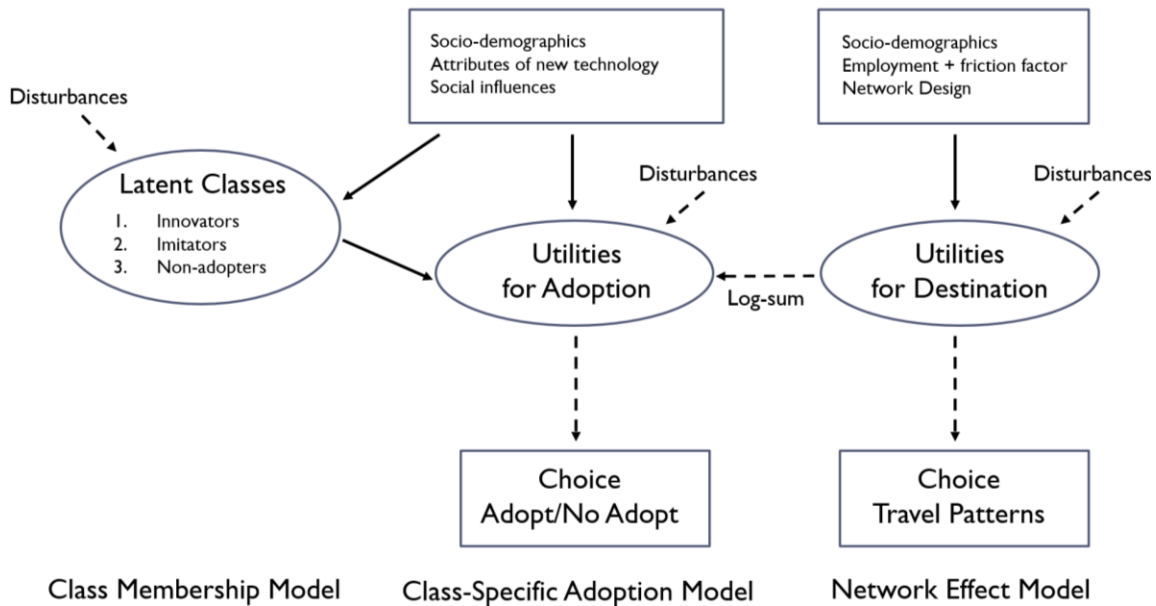 Socio-demographics
Attributes of new technology
Social influences
Socio-demographics
Employment + friction factor
Network Design
Disturbances
Latent Classes
1. Innovators
2. Imitators
3. Non-adopters
Disturbances
Utilities
for Adoption
Log-sum
Disturbances
Utilities
for Destination
Choice
Adopt/No Adopt
Choice
Travel Patterns
Class Membership Model
Class-Specific Adoption Model
Network Effect Model